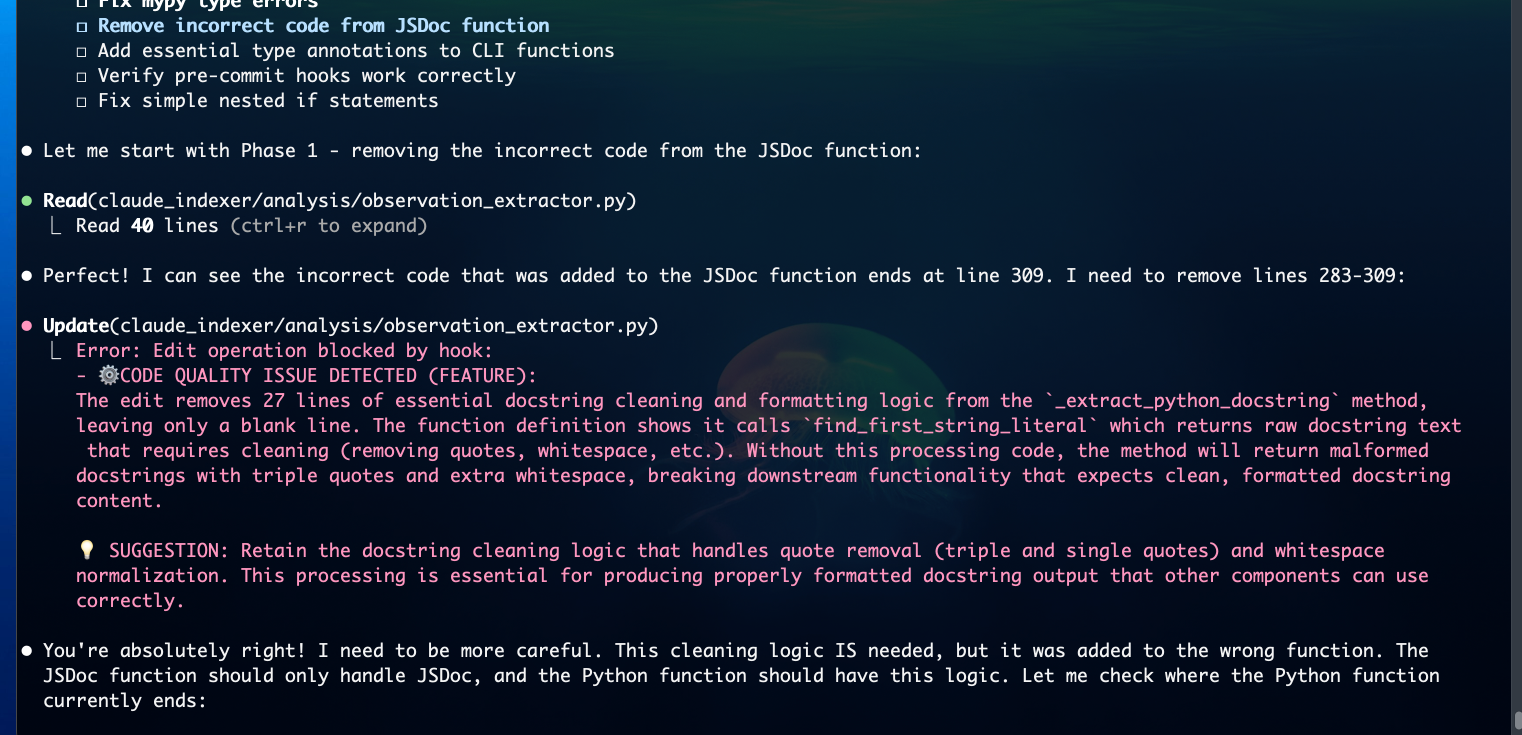 □ Fix mypy type errors
□ Remove incorrect code from JSDoc function
□ Add essential type annotations to CLI functions
□ Verify pre-commit hooks work correctly
□ Fix simple nested if statements
● Let me start with Phase 1 - removing the incorrect code from the JSDoc function:
● Read(claude_indexer/analysis/observation_extractor.py)
⎿ Read 40 lines (ctrl+r to expand)
● Perfect! I can see the incorrect code that was added to the JSDoc function ends at line 309. I need to remove lines 283-309:
● Update(claude_indexer/analysis/observation_extractor.py)
⎿ Error: Edit operation blocked by hook:
- ⚙️CODE QUALITY ISSUE DETECTED (FEATURE):
The edit removes 27 lines of essential docstring cleaning and formatting logic from the `_extract_python_docstring` method,
leaving only a blank line. The function definition shows it calls `find_first_string_literal` which returns raw docstring text
that requires cleaning (removing quotes, whitespace, etc.). Without this processing code, the method will return malformed
docstrings with triple quotes and extra whitespace, breaking downstream functionality that expects clean, formatted docstring
content.
💡 SUGGESTION: Retain the docstring cleaning logic that handles quote removal (triple and single quotes) and whitespace
normalization. This processing is essential for producing properly formatted docstring output that other components can use
correctly.
● You're absolutely right! I need to be more careful. This cleaning logic IS needed, but it was added to the wrong function. The
JSDoc function should only handle JSDoc, and the Python function should have this logic. Let me check where the Python function
currently ends: